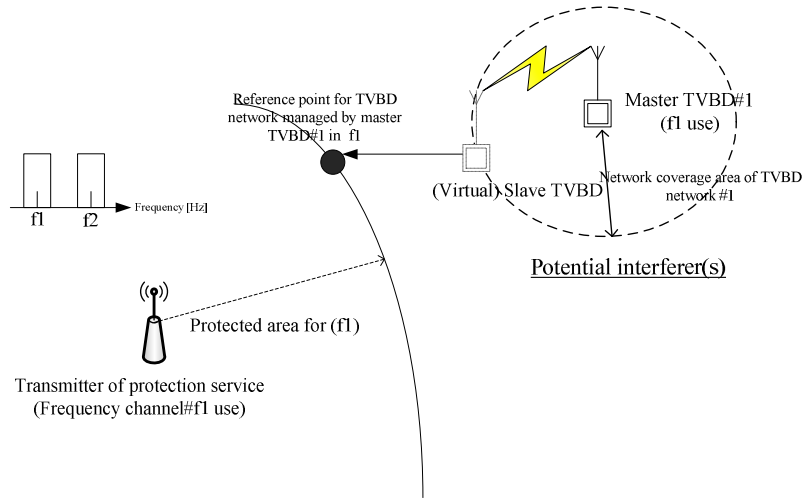 Reference point for TVBD
network managed by master
TVBD#1 in f1
Master TVBD#1
(f1 use)
(Virtual) Slave TVBD
Network coverage area of TVBD
network #1
Potential interferer(s)
f1
f2
Frequency [Hz]
Protected area for (f1)
Transmitter of protection service
(Frequency channel#f1 use)